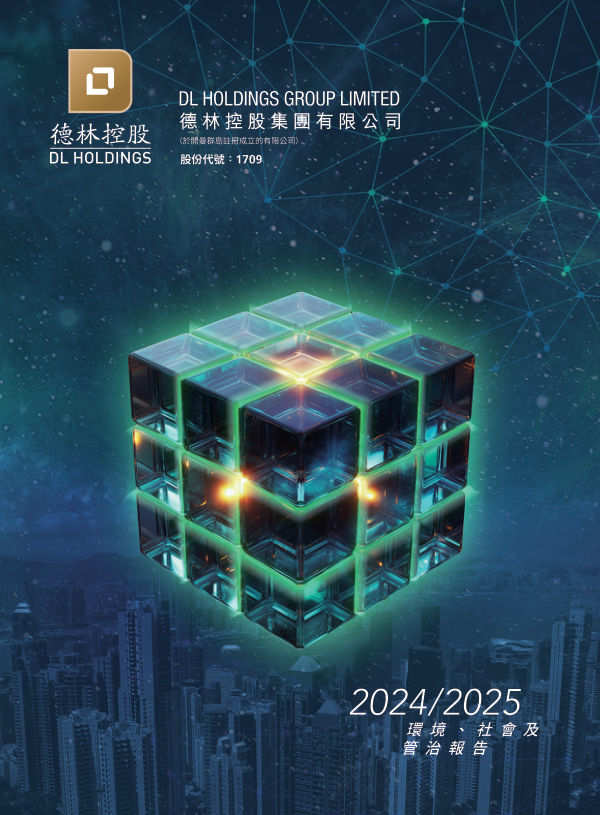 德林控股
DL HOLDINGS
DL HOLDINGS GROUP LIMITED
德林控股集團有限公司
(於開曼群島註冊成立的有限公司)
股份代號：1709
2024/2025
環境、社會及
管治報告